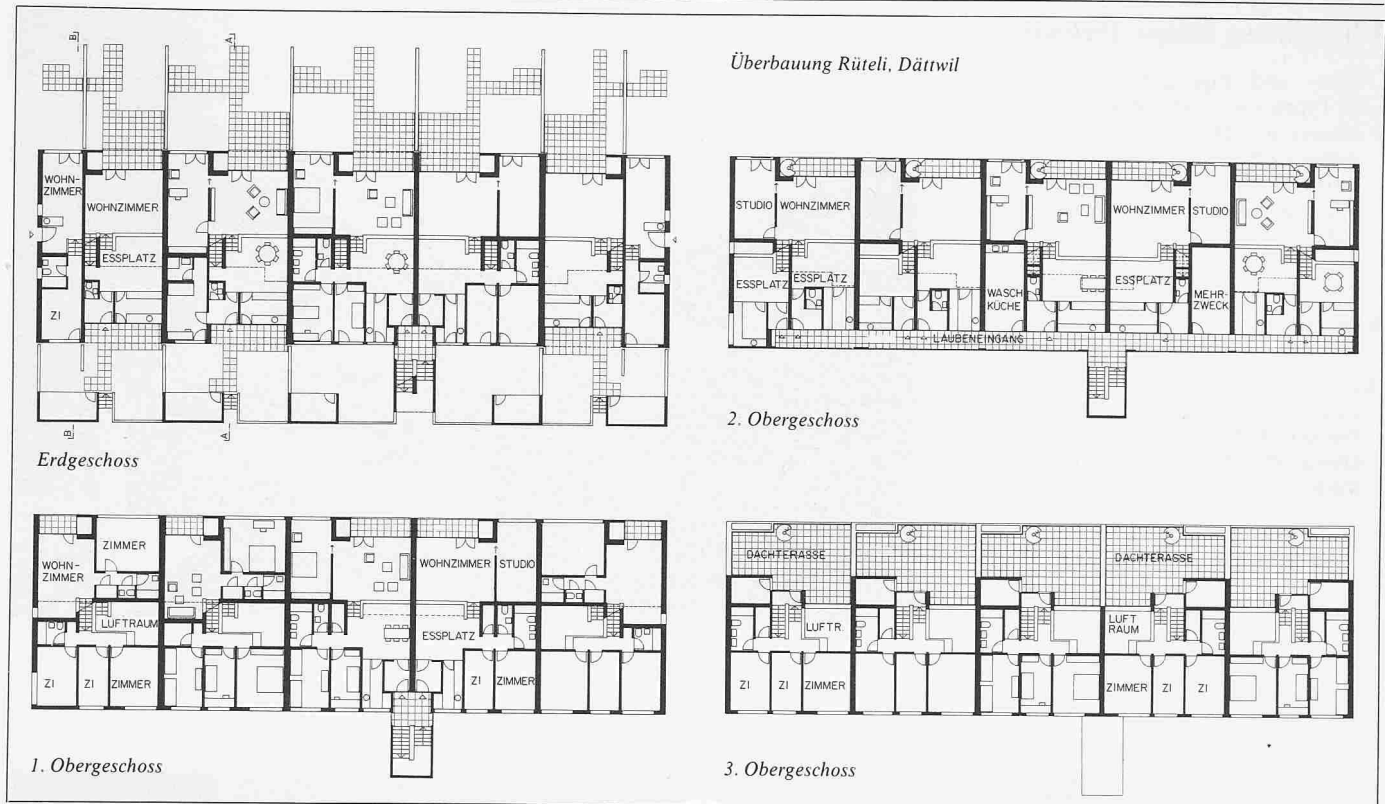 Überbauung Rüteli, Dättwil
B
A
WOHN-
ZIMMER
WOHNZIMMER
ESSPLATZ
ZI
B
A
Erdgeschoss
STUDIO
WOHNZIMMER
WOHNZIMMER
STUDIO
ESSPLATZ
ESSPLATZ
WASCH
KÜCHE
ESSPLATZ
MEHR-
ZWECK
LAUBENEINGANG
2. Obergeschoss
ZIMMER
WOHN-
ZIMMER
WOHNZIMMER
STUDIO
LUFTRAUM
ESSPLATZ
ZI
ZI
ZIMMER
ZI
ZIMMER
1. Obergeschoss
DACHTERASSE
DACHTERASSE
LUFTR.
LUFT
RAUM
ZI
ZI
ZIMMER
ZIMMER
ZI
ZI
3. Obergeschoss